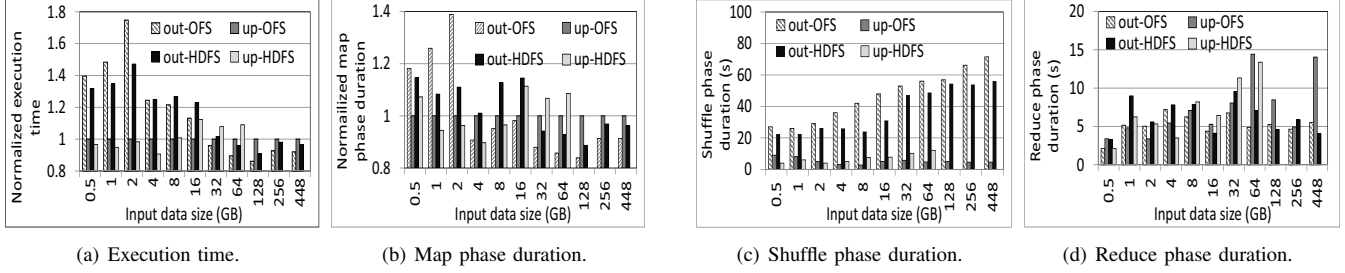 Normalized execution time
1.8
1.6
1.4
1.2
1
0.8
out-OFS
up-OFS
out-HDFS
up-HDFS
0.5
1
2
4
8
16
32
64
128
256
448
Input data size (GB)
(a) Execution time.
Normailized map phase duration
1.4
1.2
1
0.8
out-OFS
up-OFS
out-HDFS
up-HDFS
0.5
1
2
4
8
16
32
64
128
256
448
Input data size (GB)
(b) Map phase duration.
Shuffle phase duration (s)
100
80
60
40
20
0
out-OFS
up-OFS
out-HDFS
up-HDFS
0.5
1
2
4
8
16
32
64
128
256
448
Input data size (GB)
(c) Shuffle phase duration.
Reduce phase duration (s)
20
15
10
5
0
out-OFS
up-OFS
out-HDFS
up-HDFS
0.5
1
2
4
8
16
32
64
128
256
448
Input data size (GB)
(d) Reduce phase duration.